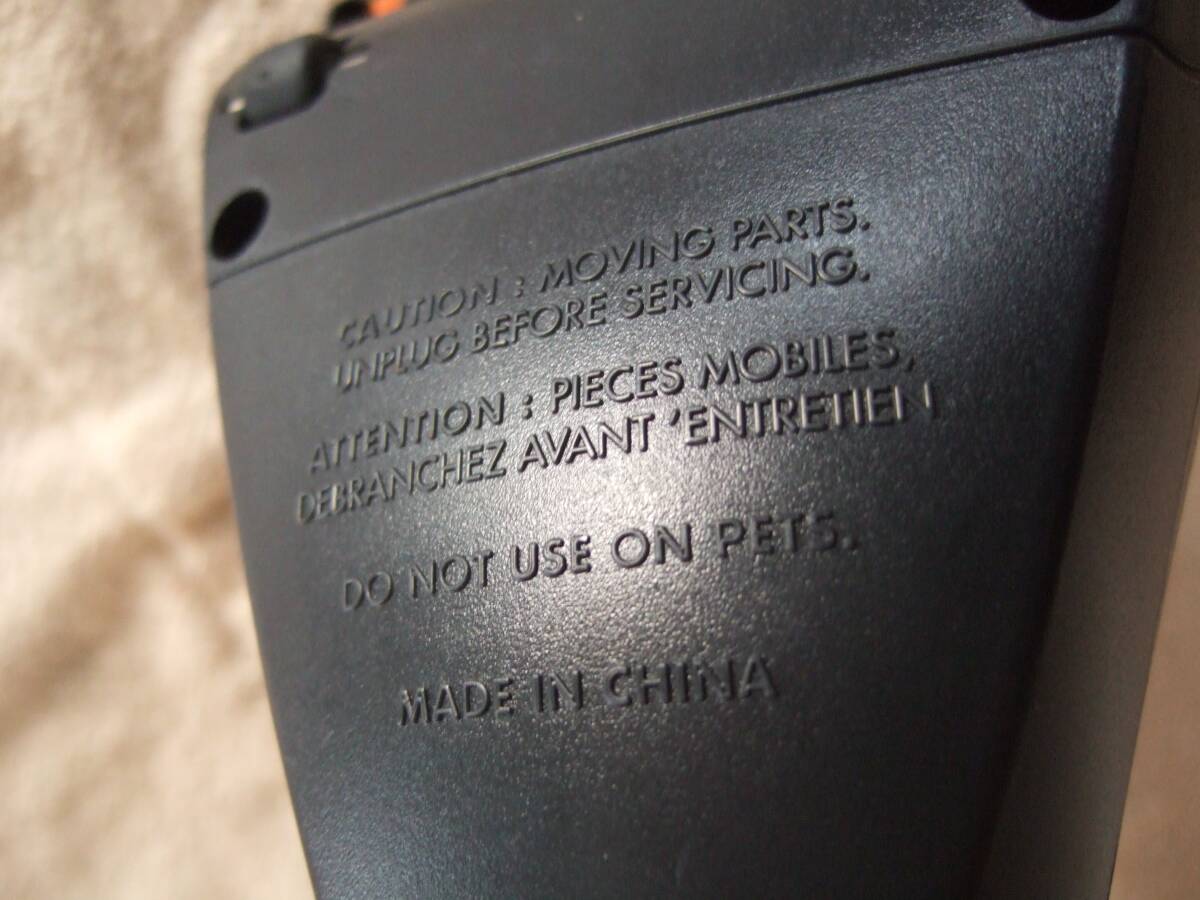 CAUTION : MOVING PARTS.
UNPLUG BEFORE SERVICING.
ATTENTION : PIECES MOBILES,
DEBRANCHEZ AVANT 'ENTRETIEN
DO NOT USE ON PETS.
MADE IN CHINA